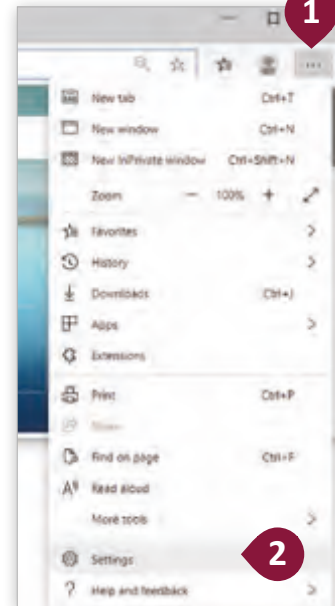 1
...
New tab Ctrl+T
New window Ctrl+N
New InPrivate window Ctrl+Shift+N
Zoom − 100% +
Favorites
History
Downloads Ctrl+J
Apps
Extensions
Print Ctrl+P
Share
Find on page Ctrl+F
Read aloud
More tools
Settings 2
Help and feedback